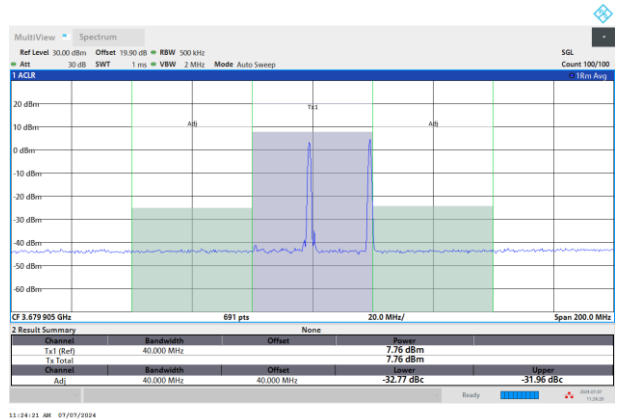 MultiView Spectrum
Ref Level 30.00 dBm Offset 19.90 dB RBW 500 kHz SGL
Att 30 dB SWT 1 ms VBW 2 MHz Mode Auto Sweep Count 100/100
1 ACLR 1Rm Avg
20 dBm
Tx1
10 dBm Adj Adj
0 dBm
-10 dBm
-20 dBm
-30 dBm
-40 dBm
-50 dBm
-60 dBm
CF 3.679 905 GHz 691 pts 20.0 MHz/ Span 200.0 MHz
2 Result Summary None
Channel Bandwidth Offset Power
Tx1 (Ref) 40.000 MHz 7.76 dBm
Tx Total 7.76 dBm
Channel Bandwidth Offset Lower Upper
Adj 40.000 MHz 40.000 MHz -32.77 dBc -31.96 dBc
Ready
11:24:21 AM 07/07/2024